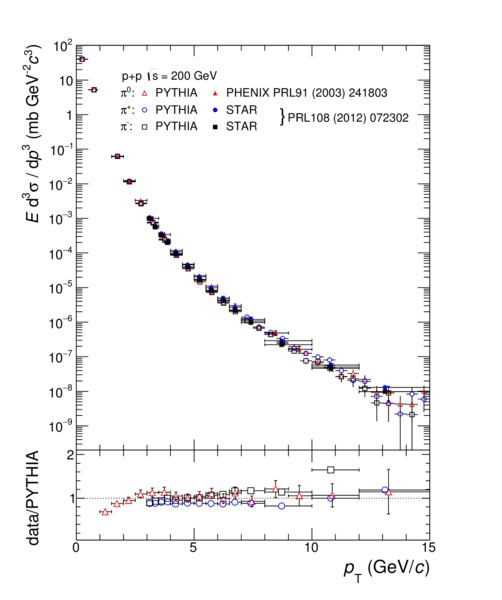 10²
p+p √s = 200 GeV
10
π⁰: PYTHIA PHENIX PRL91 (2003) 241803
1
π⁺: PYTHIA STAR
} PRL108 (2012) 072302
π⁻: PYTHIA STAR
10⁻¹
10⁻²
10⁻³
10⁻⁴
10⁻⁵
10⁻⁶
10⁻⁷
10⁻⁸
10⁻⁹
E d³σ / dp³ (mb GeV⁻²c³)
2
1
data/PYTHIA
0 5 10 15
p_T (GeV/c)